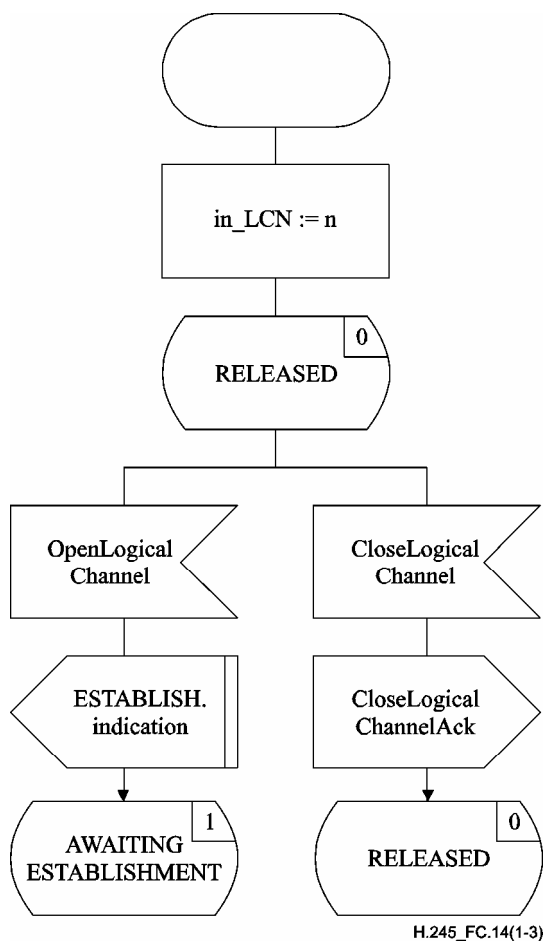 in_LCN := n
0
RELEASED
OpenLogical
Channel
CloseLogical
Channel
ESTABLISH.
indication
CloseLogical
ChannelAck
1
AWAITING
ESTABLISHMENT
0
RELEASED
H.245_FC.14(1-3)